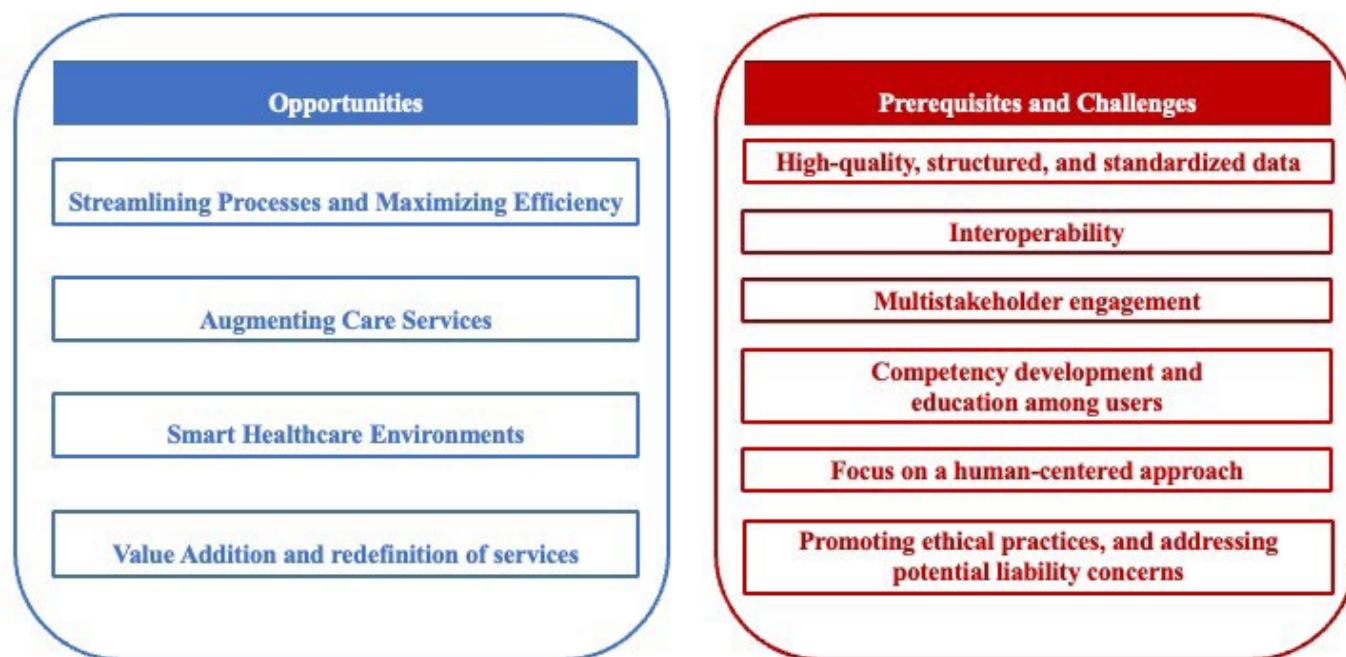 Opportunities
Streamlining Processes and Maximizing Efficiency
Augmenting Care Services
Smart Healthcare Environments
Value Addition and redefinition of services
Prerequisites and Challenges
High-quality, structured, and standardized data
Interoperability
Multistakeholder engagement
Competency development and
education among users
Focus on a human-centered approach
Promoting ethical practices, and addressing
potential liability concerns